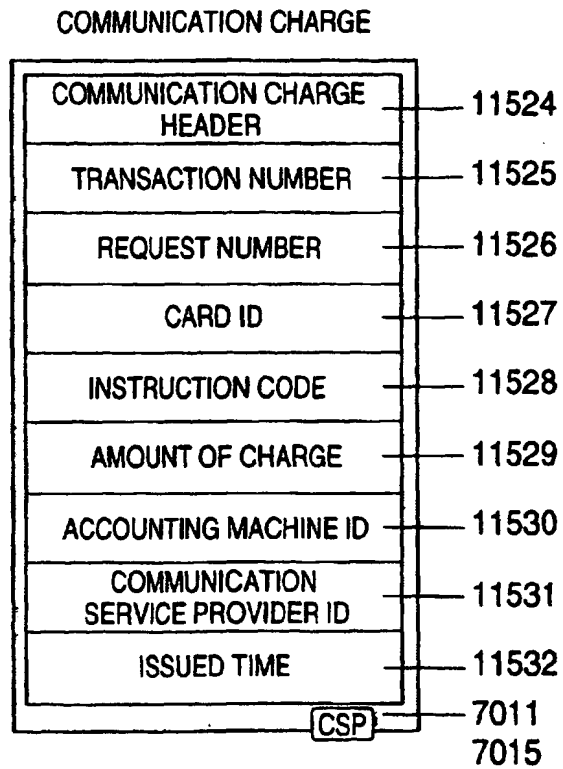 COMMUNICATION CHARGE
COMMUNICATION CHARGE
HEADER
11524
TRANSACTION NUMBER
11525
REQUEST NUMBER
11526
CARD ID
11527
INSTRUCTION CODE
11528
AMOUNT OF CHARGE
11529
ACCOUNTING MACHINE ID
11530
COMMUNICATION
SERVICE PROVIDER ID
11531
ISSUED TIME
11532
CSP
7011
7015